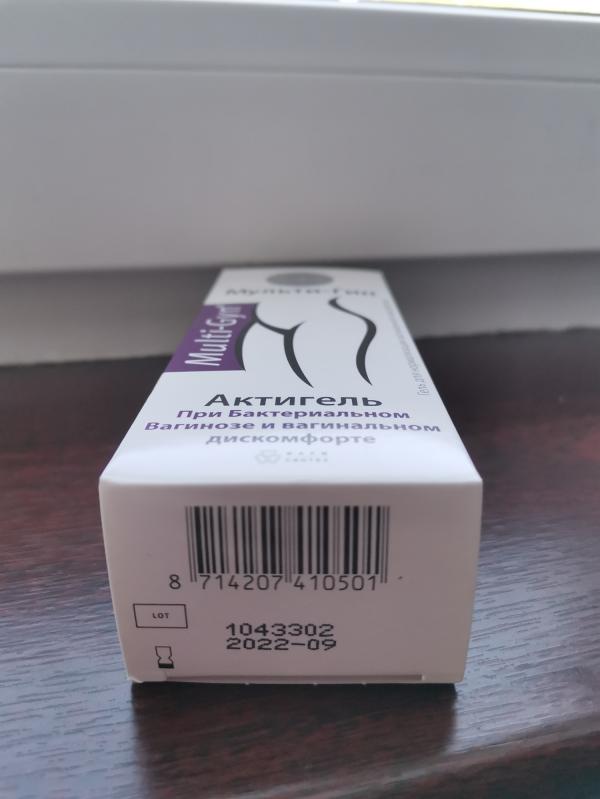 Мульти-Гин
Multi-Gyn
Актигель
При Бактериальном
Вагинозе и вагинальном
дискомфорте
8 714207 410501
LOT
1043302
2022-09